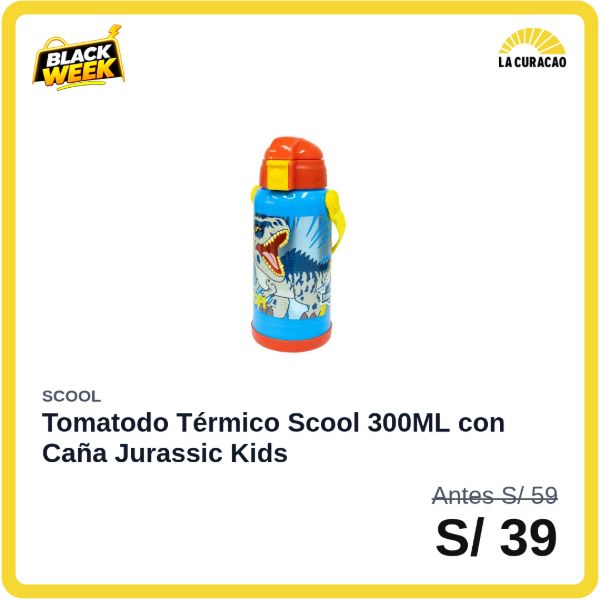 BLACK
WEEK
LA CURACAO
SCOOL
Tomatodo Térmico Scool 300ML con
Caña Jurassic Kids
Antes S/ 59
S/ 39